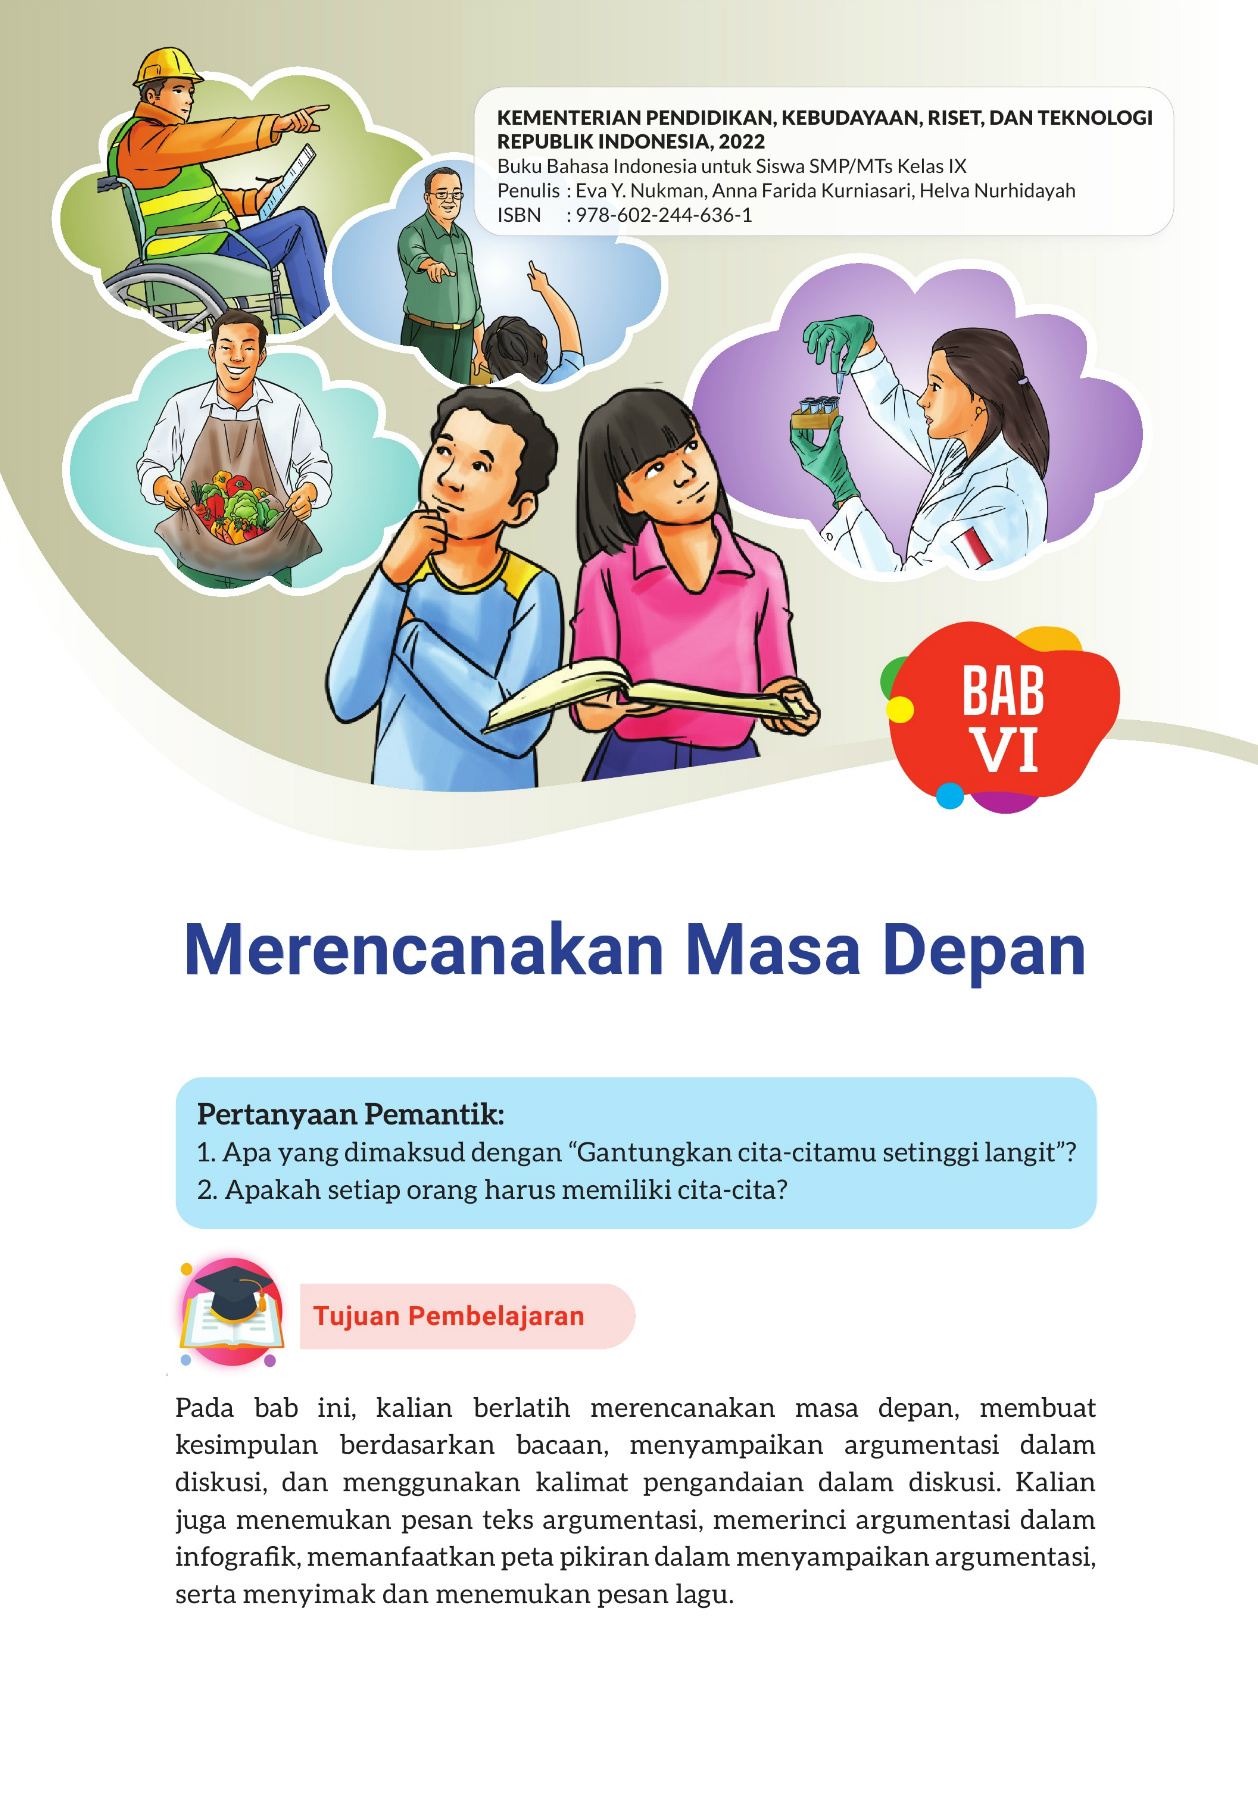 KEMENTERIAN PENDIDIKAN, KEBUDAYAAN, RISET, DAN TEKNOLOGI
REPUBLIK INDONESIA, 2022
Buku Bahasa Indonesia untuk Siswa SMP/MTs Kelas IX
Penulis : Eva Y. Nukman, Anna Farida Kurniasari, Helva Nurhidayah
ISBN : 978-602-244-636-1
BAB
VI
Merencanakan Masa Depan
Pertanyaan Pemantik:
1. Apa yang dimaksud dengan “Gantungkan cita-citamu setinggi langit”?
2. Apakah setiap orang harus memiliki cita-cita?
Tujuan Pembelajaran
Pada bab ini, kalian berlatih merencanakan masa depan, membuat
kesimpulan berdasarkan bacaan, menyampaikan argumentasi dalam
diskusi, dan menggunakan kalimat pengandaian dalam diskusi. Kalian
juga menemukan pesan teks argumentasi, memerinci argumentasi dalam
infografik, memanfaatkan peta pikiran dalam menyampaikan argumentasi,
serta menyimak dan menemukan pesan lagu.